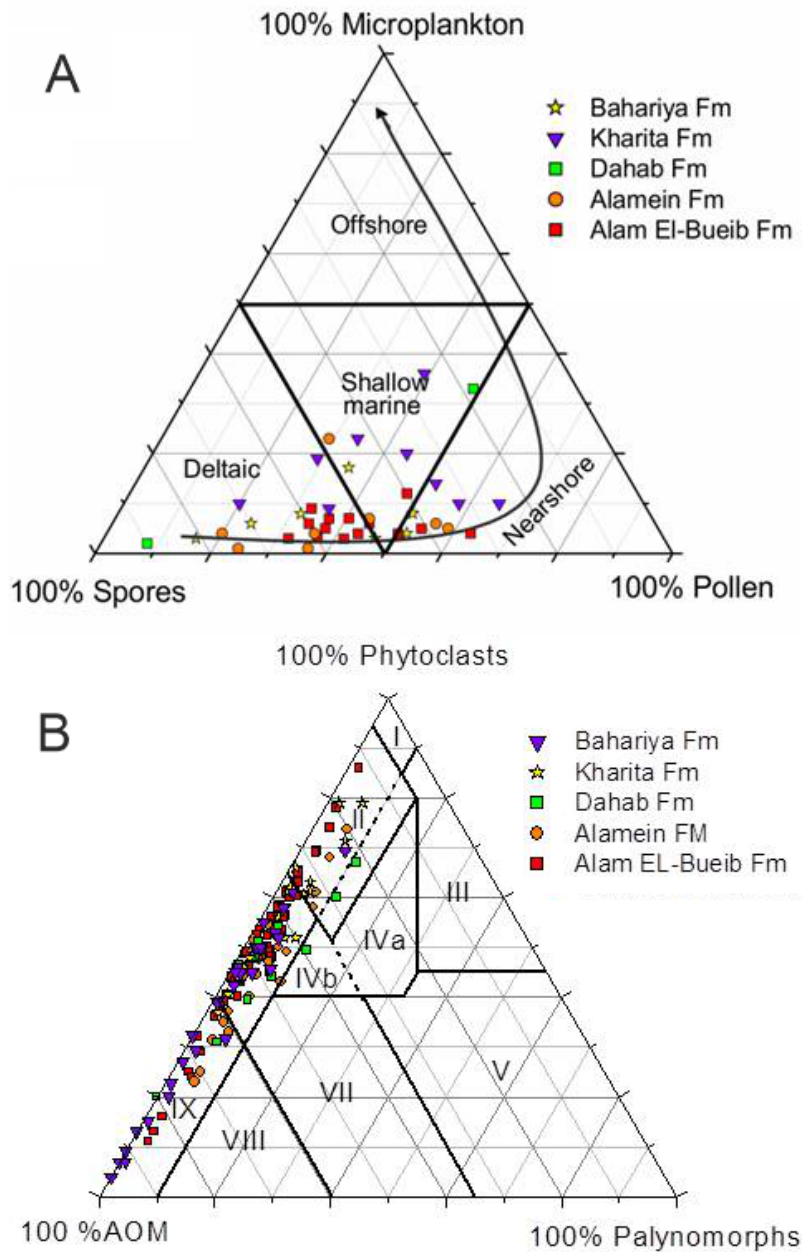 100% Microplankton
A
Bahariya Fm
Kharita Fm
Dahab Fm
Alamein Fm
Alam El-Bueib Fm
Offshore
Shallow
marine
Deltaic
Nearshore
100% Spores
100% Pollen
100% Phytoclasts
B
I
Bahariya Fm
Kharita Fm
Dahab Fm
Alamein FM
Alam EL-Bueib Fm
II
III
IVa
IVb
V
VII
IX
VIII
100 %AOM
100% Palynomorphs